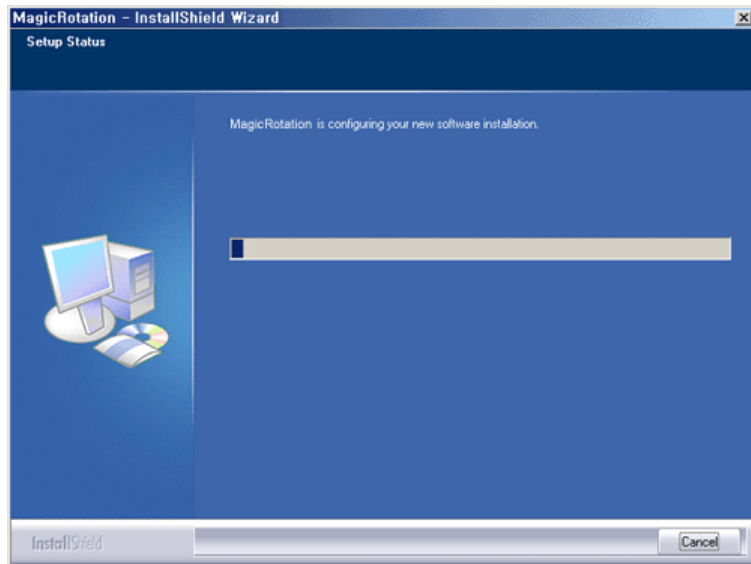 MagicRotation - InstallShield Wizard
Setup Status
MagicRotation is configuring your new software installation.
InstallShield
Cancel